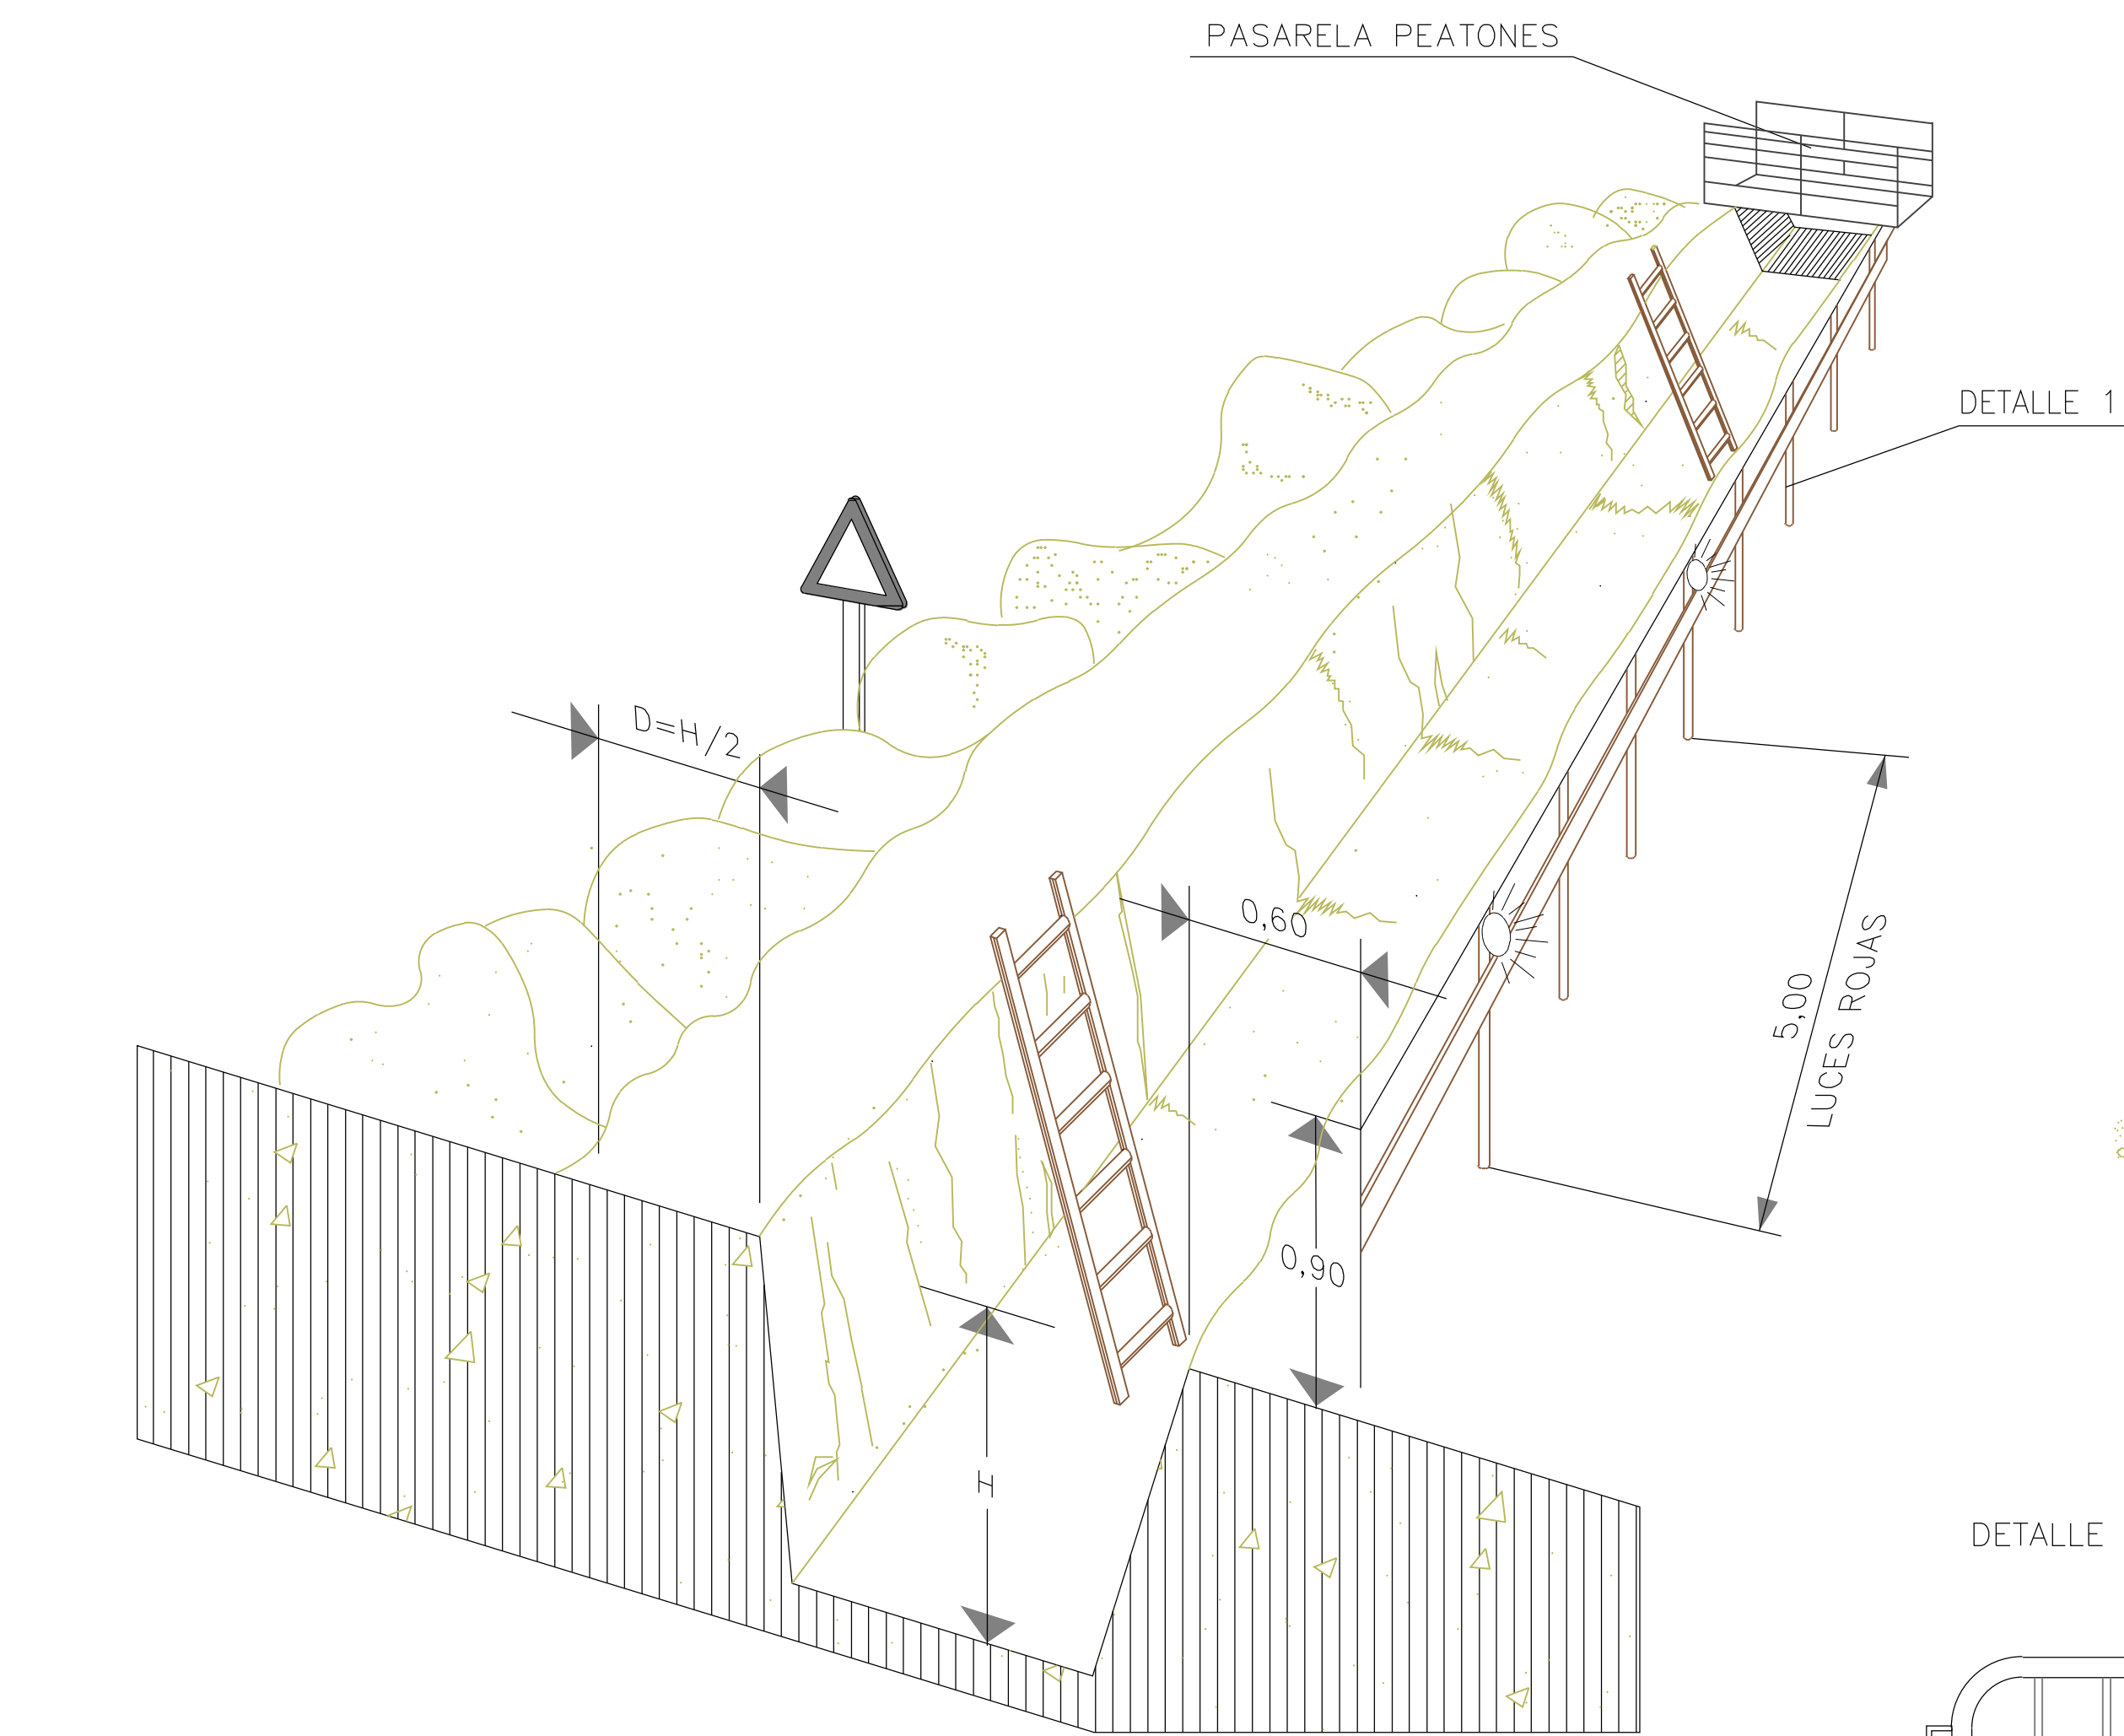 PASARELA PEATONES
DETALLE 1
D=H/2
0,60
5,00
LUCES ROJAS
0,90
H
DETALLE